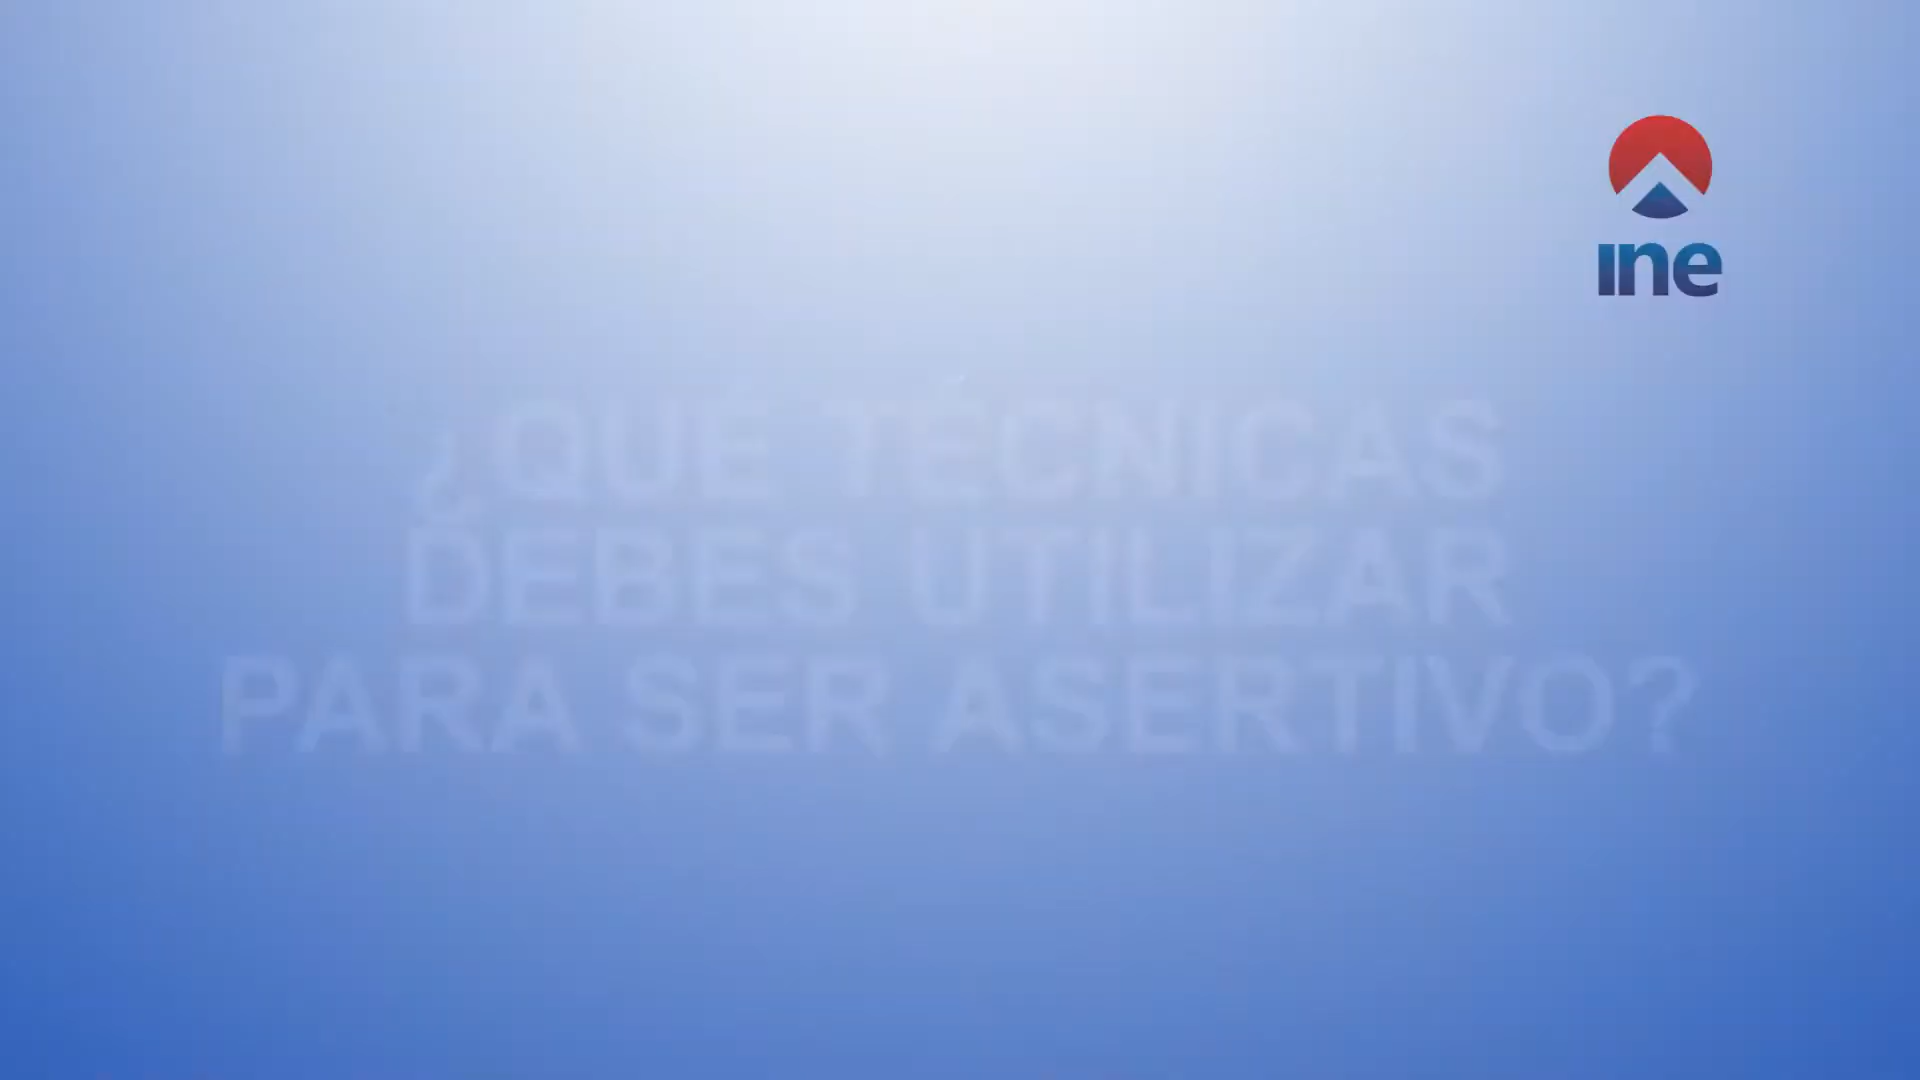 ine
¿QUÉ TÉCNICAS
DEBES UTILIZAR
PARA SER ASERTIVO?